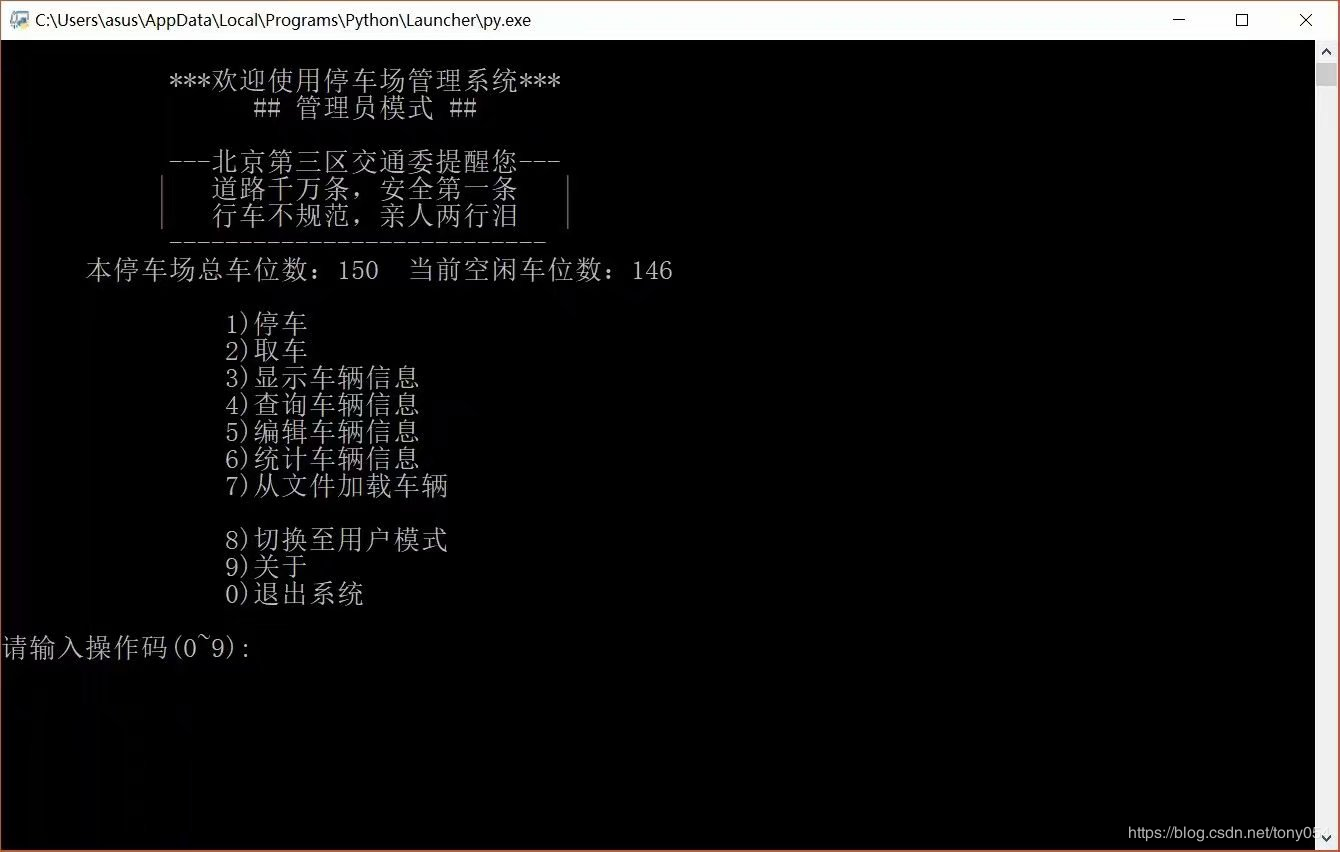 C:\Users\asus\AppData\Local\Programs\Python\Launcher\py.exe
***欢迎使用停车场管理系统***
## 管理员模式 ##
---北京第三区交通委提醒您---
| 道路千万条，安全第一条 |
| 行车不规范，亲人两行泪 |
---------------------------
本停车场总车位数：150 当前空闲车位数：146
1)停车
2)取车
3)显示车辆信息
4)查询车辆信息
5)编辑车辆信息
6)统计车辆信息
7)从文件加载车辆
8)切换至用户模式
9)关于
0)退出系统
请输入操作码(0~9):
https://blog.csdn.net/tony054